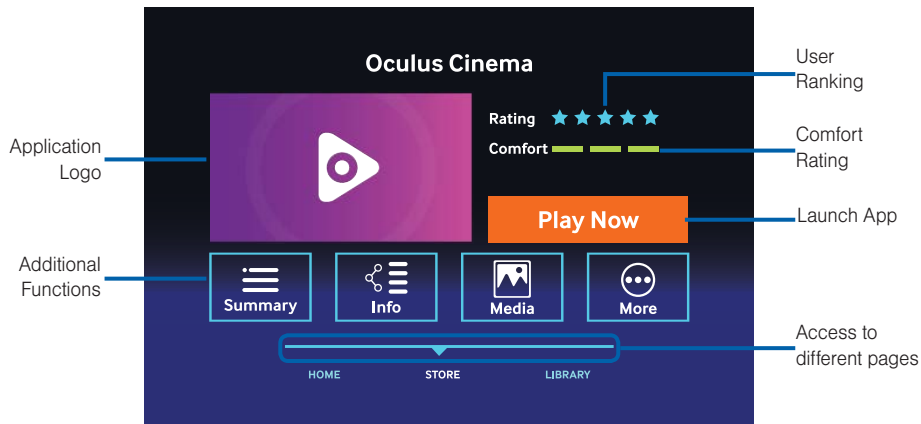 Oculus Cinema
User
Ranking
Rating
Comfort
Comfort
Rating
Application
Logo
Play Now
Launch App
Additional
Functions
Summary
Info
Media
More
Access to
different pages
HOME
STORE
LIBRARY